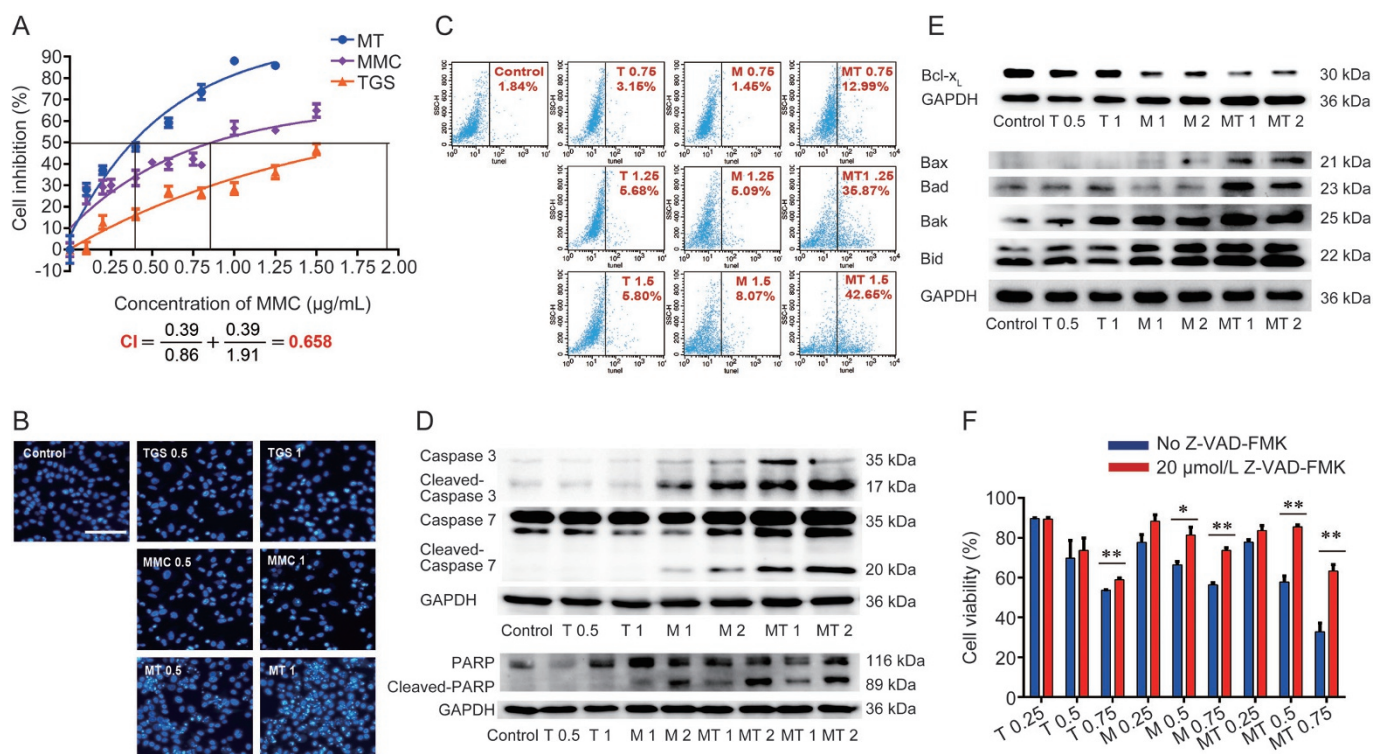 A
MT
MMC
TGS
Cell inhibition (%)
90
80
70
60
50
40
30
20
10
0
-10
0.25 0.50 0.75 1.00 1.25 1.50 1.75 2.00
Concentration of MMC (μg/mL)
CI = 0.39/0.86 + 0.39/1.91 = 0.658
B
Control
TGS 0.5
TGS 1
MMC 0.5
MMC 1
MT 0.5
MT 1
C
Control
1.84%
T 0.75
3.15%
M 0.75
1.45%
MT 0.75
12.99%
T 1.25
5.68%
M 1.25
5.09%
MT1 .25
35.87%
T 1.5
5.80%
M 1.5
8.07%
MT 1.5
42.65%
SSC-H
tunel
D
Caspase 3
35 kDa
Cleaved-
Caspase 3
17 kDa
Caspase 7
35 kDa
Cleaved-
Caspase 7
20 kDa
GAPDH
36 kDa
Control T 0.5 T 1 M 1 M 2 MT 1 MT 2
PARP
116 kDa
Cleaved-PARP
89 kDa
GAPDH
36 kDa
Control T 0.5 T 1 M 1 M 2 MT 1 MT 2 MT 1 MT 2
E
Bcl-xL
30 kDa
GAPDH
36 kDa
Control T 0.5 T 1 M 1 M 2 MT 1 MT 2
Bax
21 kDa
Bad
23 kDa
Bak
25 kDa
Bid
22 kDa
GAPDH
36 kDa
Control T 0.5 T 1 M 1 M 2 MT 1 MT 2
F
No Z-VAD-FMK
20 μmol/L Z-VAD-FMK
Cell viability (%)
100
80
60
40
20
0
**
*
**
**
**
T 0.25
T 0.5
T 0.75
M 0.25
M 0.5
M 0.75
MT 0.25
MT 0.5
MT 0.75